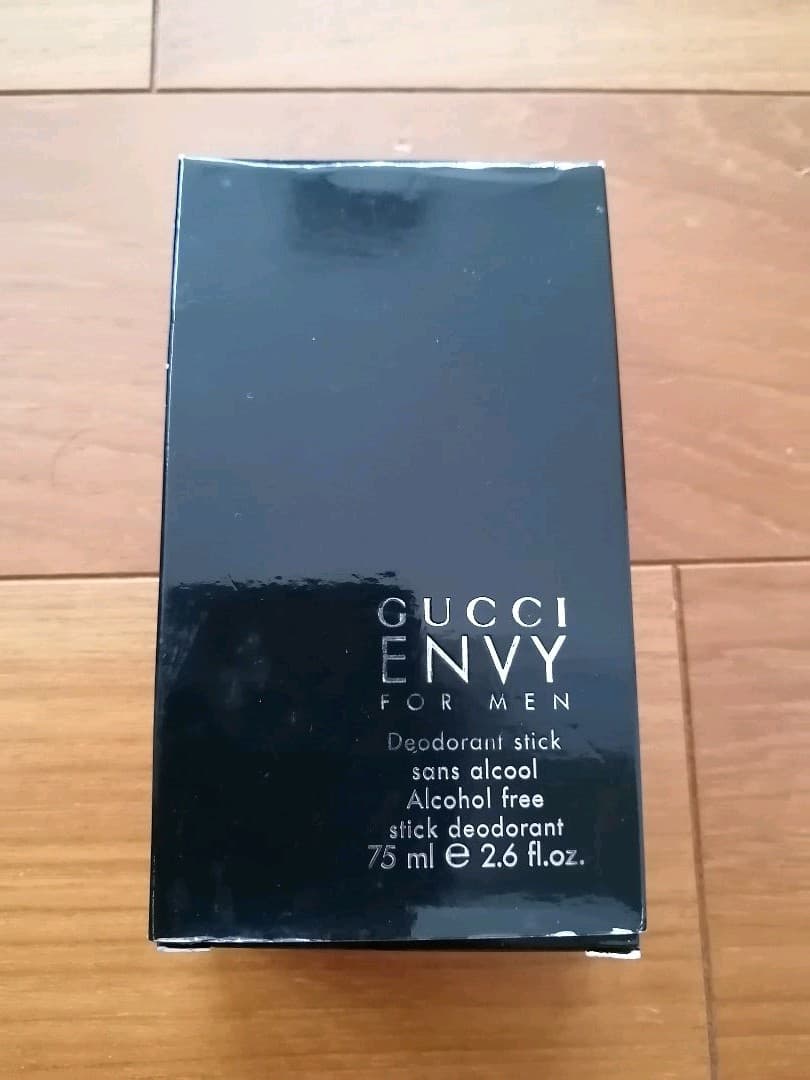 GUCCI
ENVY
FOR MEN
Deodorant stick
sans alcool
Alcohol free
stick deodorant
75 ml ℮ 2.6 fl.oz.